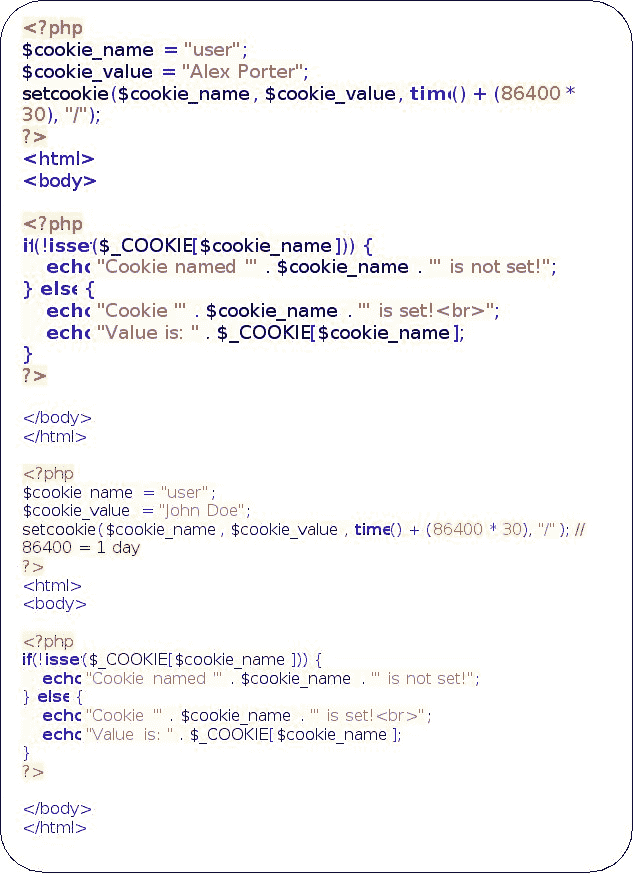 <?php
$cookie_name = "user";
$cookie_value = "Alex Porter";
setcookie($cookie_name, $cookie_value, time() + (86400 *
30), "/");
?>
<html>
<body>
<?php
if(!isset($_COOKIE[$cookie_name])) {
echo "Cookie named '" . $cookie_name . "' is not set!";
} else {
echo "Cookie '" . $cookie_name . "' is set!<br>";
echo "Value is: " . $_COOKIE[$cookie_name];
}
?>
</body>
</html>
<?php
$cookie name = "user";
$cookie_value = "John Doe";
setcookie($cookie_name, $cookie_value, time() + (86400 * 30), "/"); //
86400 = 1 day
?>
<html>
<body>
<?php
if(!isset($_COOKIE[$cookie_name])) {
echo "Cookie named '" . $cookie_name . "' is not set!";
} else {
echo "Cookie '" . $cookie_name . "' is set!<br>";
echo "Value is: " . $_COOKIE[$cookie_name];
}
?>
</body>
</html>